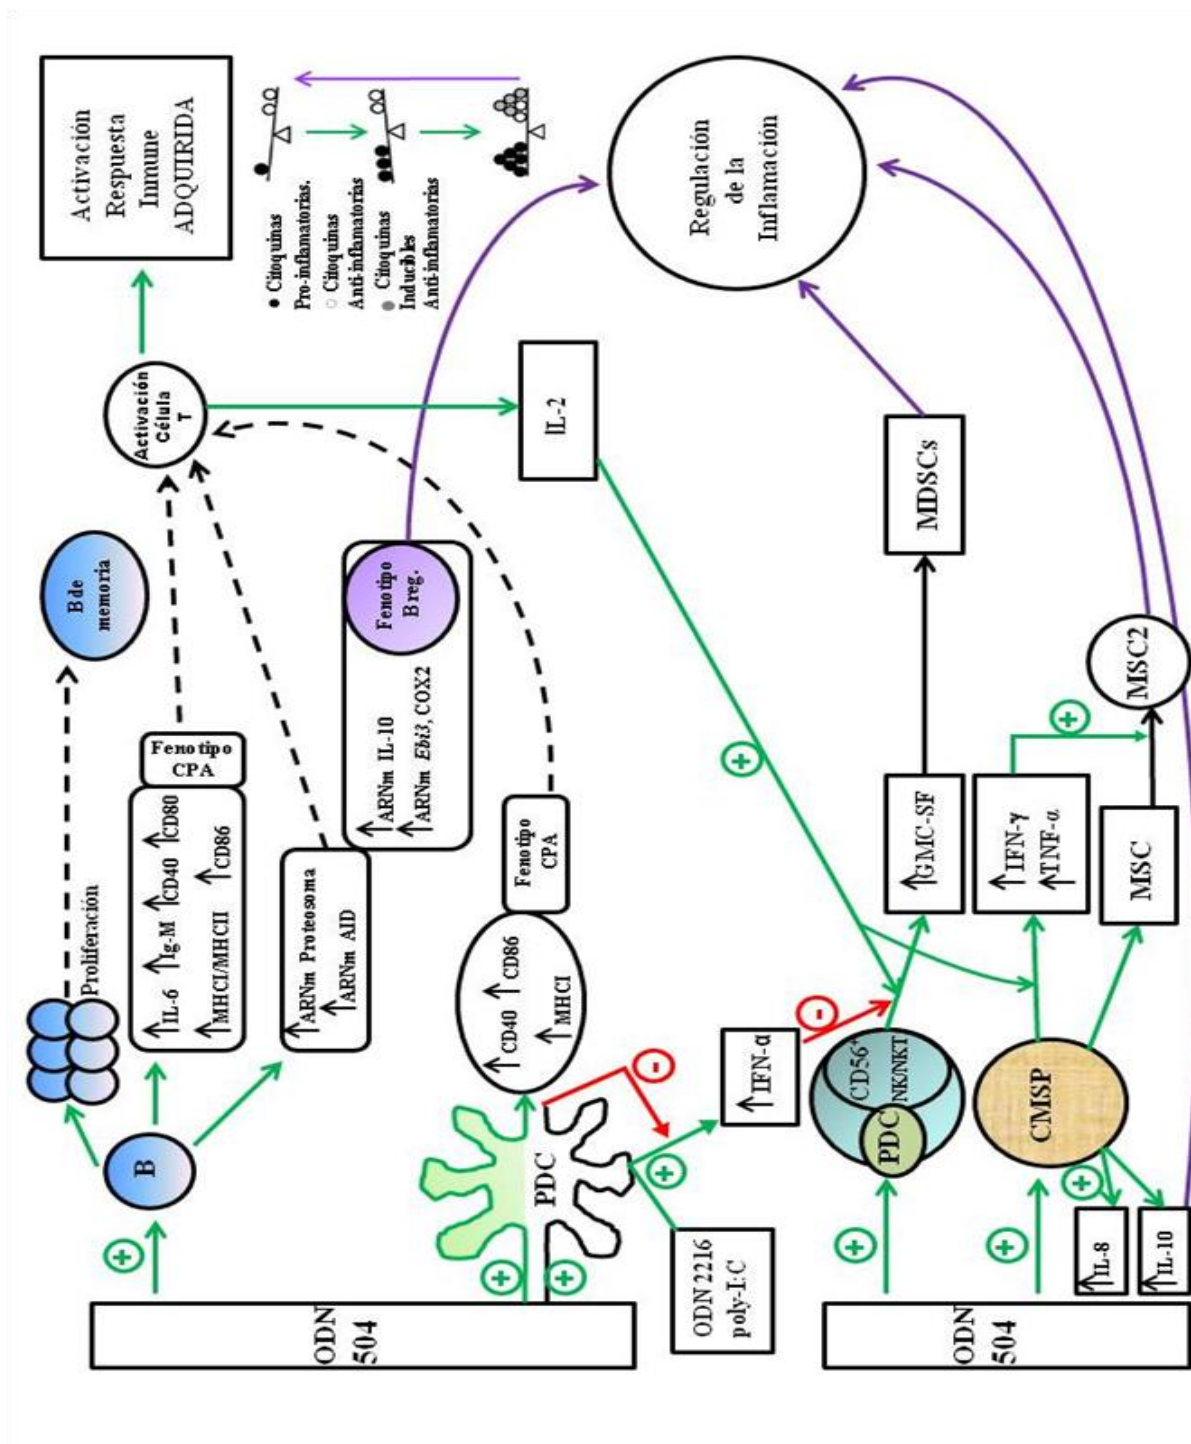 ODN
504
B
Proliferación
B de
memoria
IL-6 Ig-M CD40 CD80
MHCI/MHCII CD86
Fenotipo
CPA
ARNm Proteosoma
ARNm AID
ARNm IL-10
ARNm Ebi3, COX2
Fenotipo
Breg.
Activación
Célula
T
Activación
Respuesta
Inmune
ADQUIRIDA
Citoquinas
Pro-inflamatorias.
Citoquinas
Anti-inflamatorias
Citoquinas
Inducibles
Anti-inflamatorias
PDC
CD40 CD86
MHCI
Fenotipo
CPA
IL-2
ODN 2216
poly-I:C
IFN-α
Regulación
de la
Inflamación
ODN
504
PDC
CD56+
NK/NKT
GMC-SF
MDSCs
CMSP
IFN-γ
TNF-α
MSC
MSC2
IL-8
IL-10